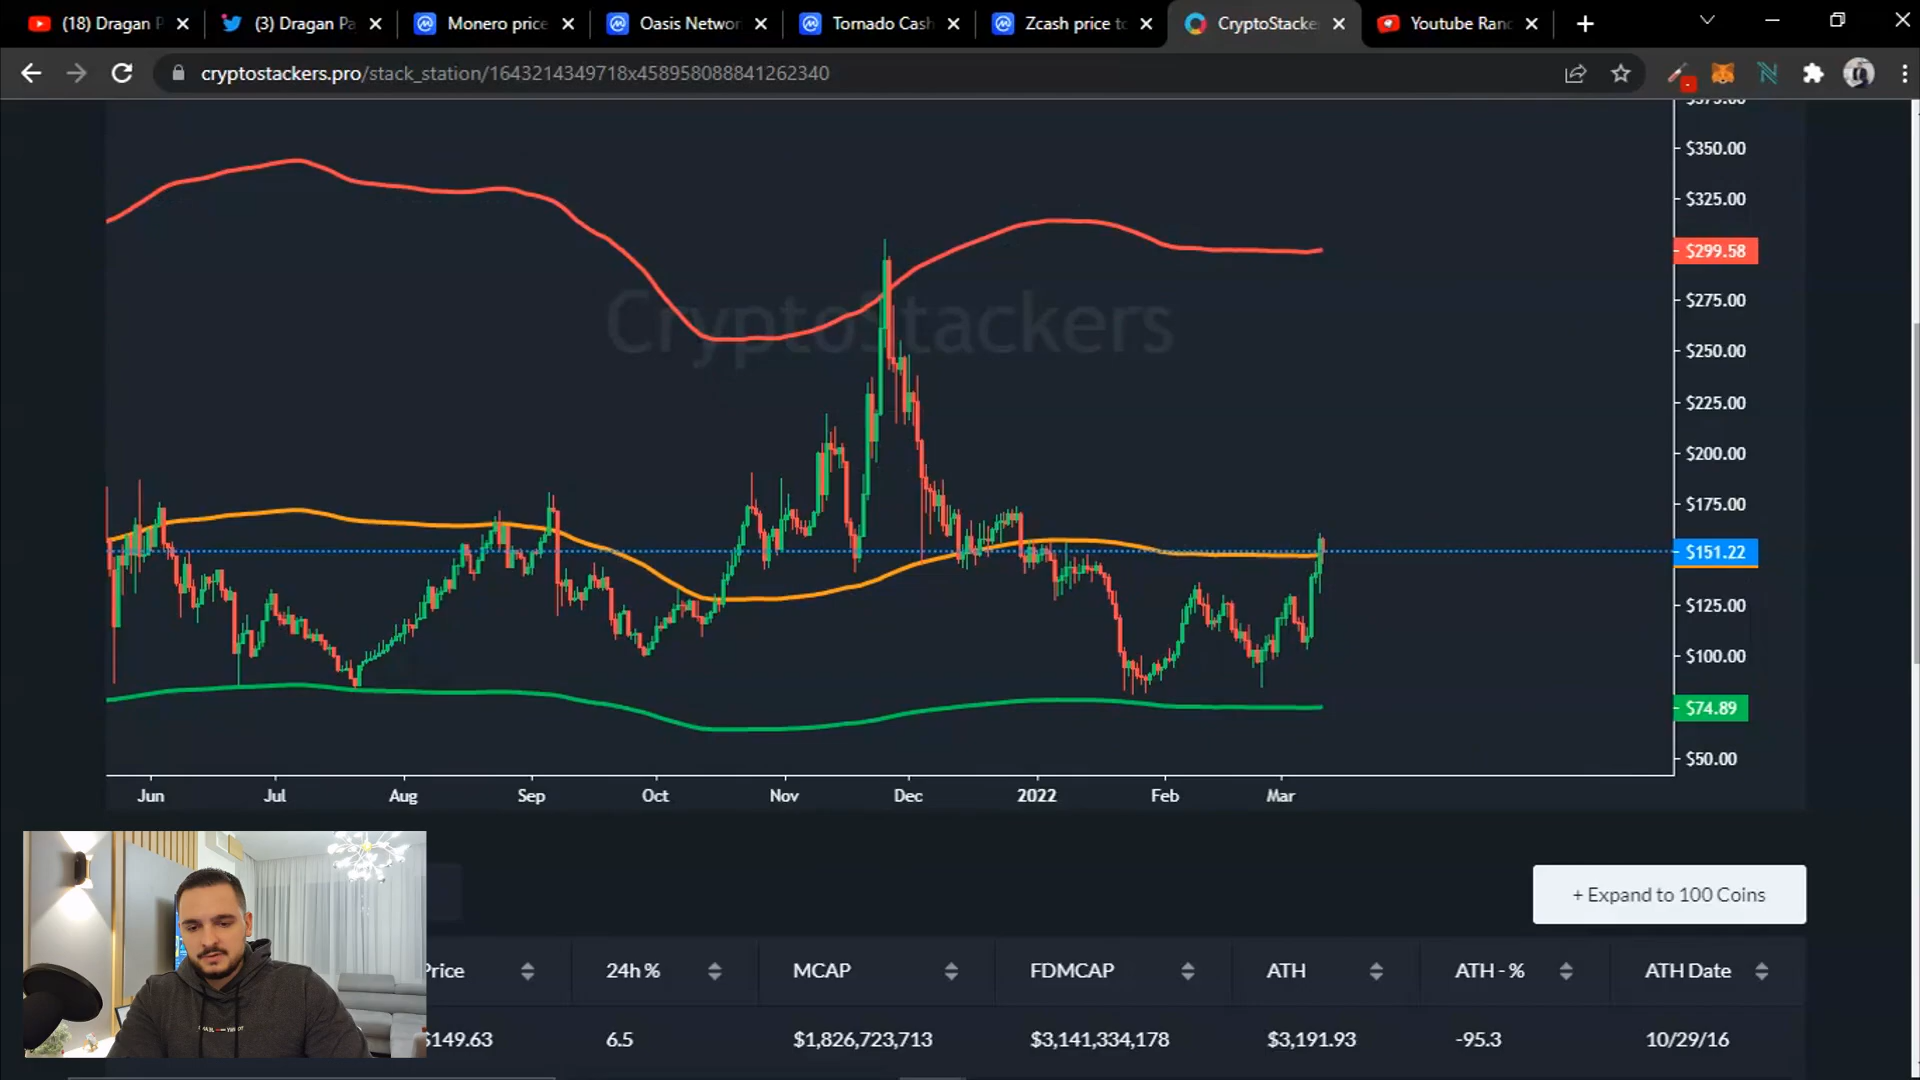 (18) Dragan P
(3) Dragan Pa
Monero price
Oasis Networ
Tornado Cash
Zcash price to
CryptoStacke
Youtube Ranc
cryptostackers.pro/stack_station/1643214349718x458958088841262340
$375.00
$350.00
$325.00
$299.58
$275.00
$250.00
$225.00
$200.00
$175.00
$151.22
$125.00
$100.00
$74.89
$50.00
CryptoStackers
Jun Jul Aug Sep Oct Nov Dec 2022 Feb Mar
+ Expand to 100 Coins
Price 24h % MCAP FDMCAP ATH ATH - % ATH Date
$149.63 6.5 $1,826,723,713 $3,141,334,178 $3,191.93 -95.3 10/29/16